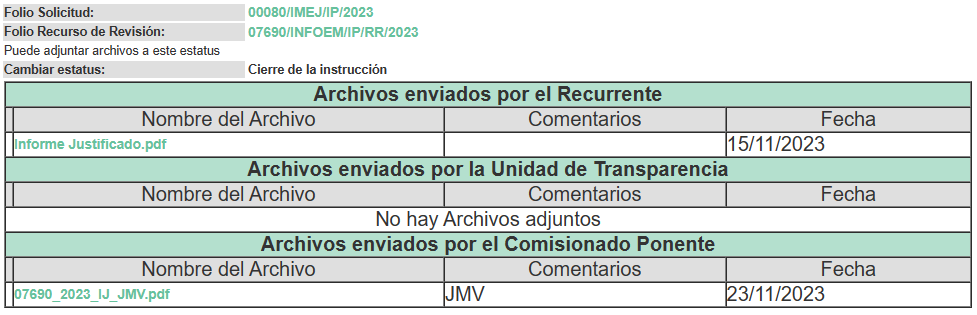 Folio Solicitud: 00080/IMEJ/IP/2023
Folio Recurso de Revisión: 07690/INFOEM/IP/RR/2023
Puede adjuntar archivos a este estatus
Cambiar estatus: Cierre de la instrucción
Archivos enviados por el Recurrente
Nombre del Archivo Comentarios Fecha
Informe Justificado.pdf 15/11/2023
Archivos enviados por la Unidad de Transparencia
Nombre del Archivo Comentarios Fecha
No hay Archivos adjuntos
Archivos enviados por el Comisionado Ponente
Nombre del Archivo Comentarios Fecha
07690_2023_IJ_JMV.pdf JMV 23/11/2023